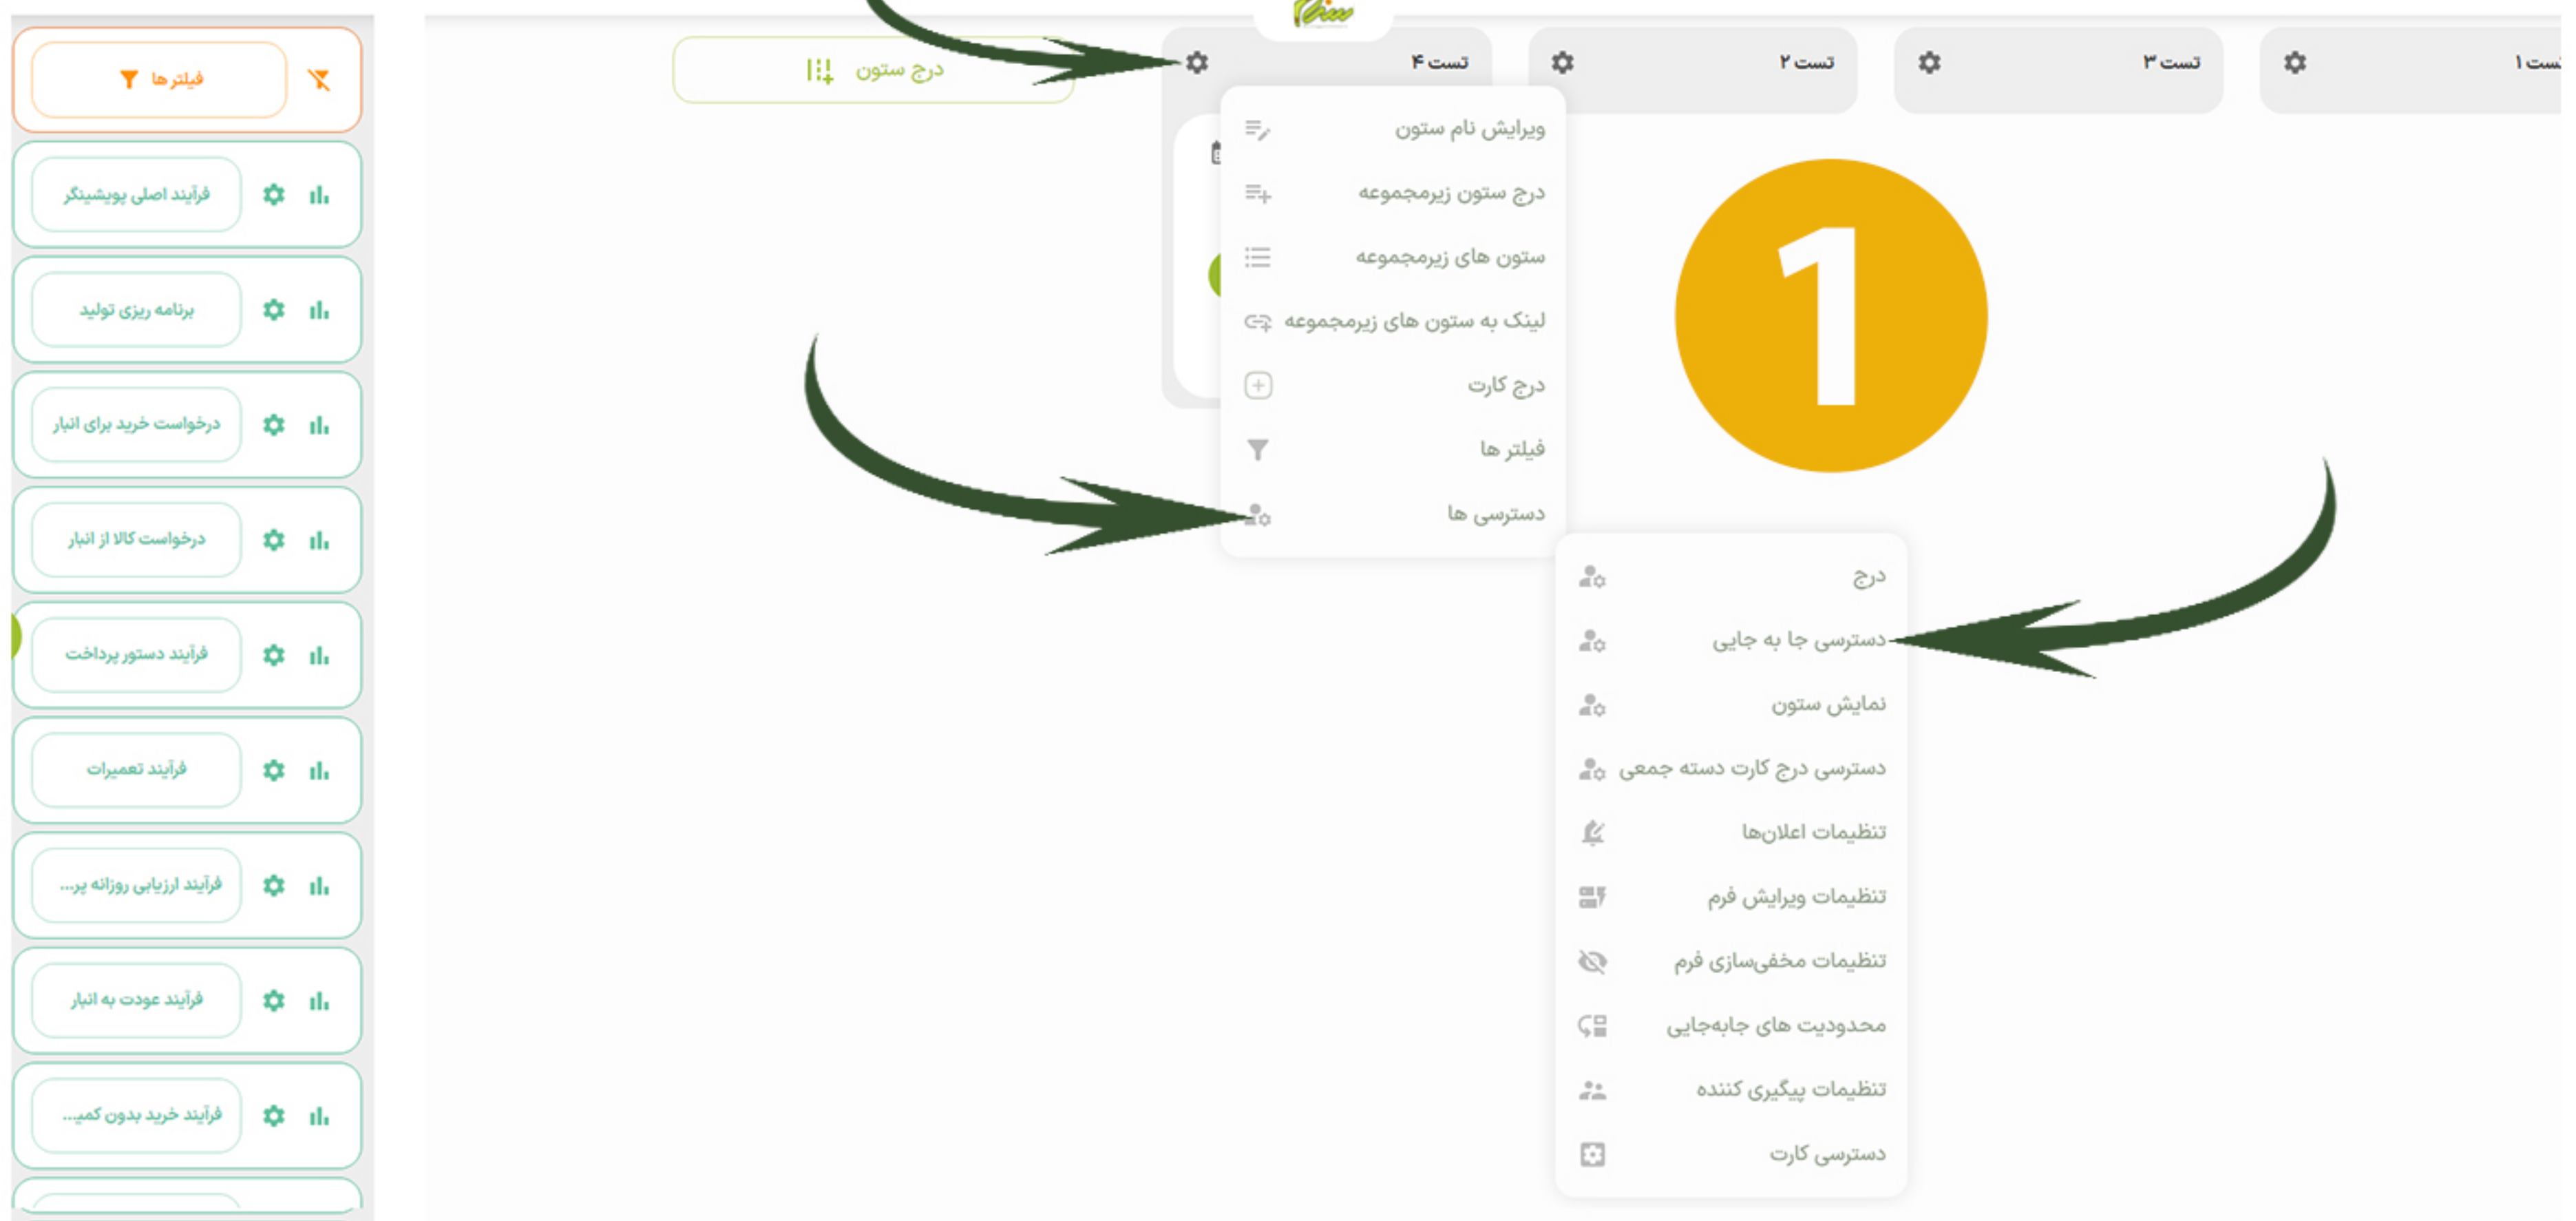 تست ۱
تست ۳
تست ۲
تست ۴
درج ستون
ویرایش نام ستون
درج ستون زیرمجموعه
ستون های زیرمجموعه
لینک به ستون های زیرمجموعه
درج کارت
فیلتر ها
دسترسی ها
1
درج
دسترسی جا به جایی
نمایش ستون
دسترسی درج کارت دسته جمعی
تنظیمات اعلان‌ها
تنظیمات ویرایش فرم
تنظیمات مخفی‌سازی فرم
محدودیت های جابه‌جایی
تنظیمات پیگیری کننده
دسترسی کارت
فیلتر ها
فرآیند اصلی پویشینگر
برنامه ریزی تولید
درخواست خرید برای انبار
درخواست کالا از انبار
فرآیند دستور پرداخت
فرآیند تعمیرات
فرآیند ارزیابی روزانه پر...
فرآیند عودت به انبار
فرآیند خرید بدون کمی...